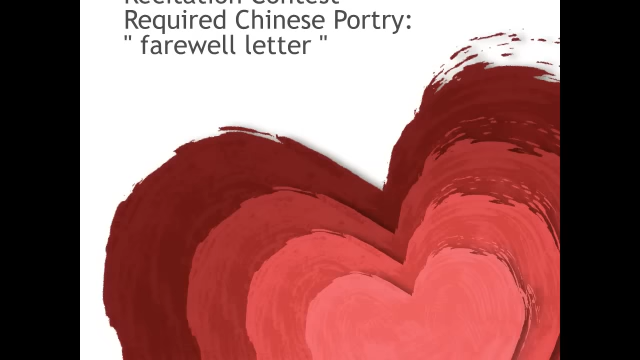 Recitation Contest
Required Chinese Portry:
" farewell letter "